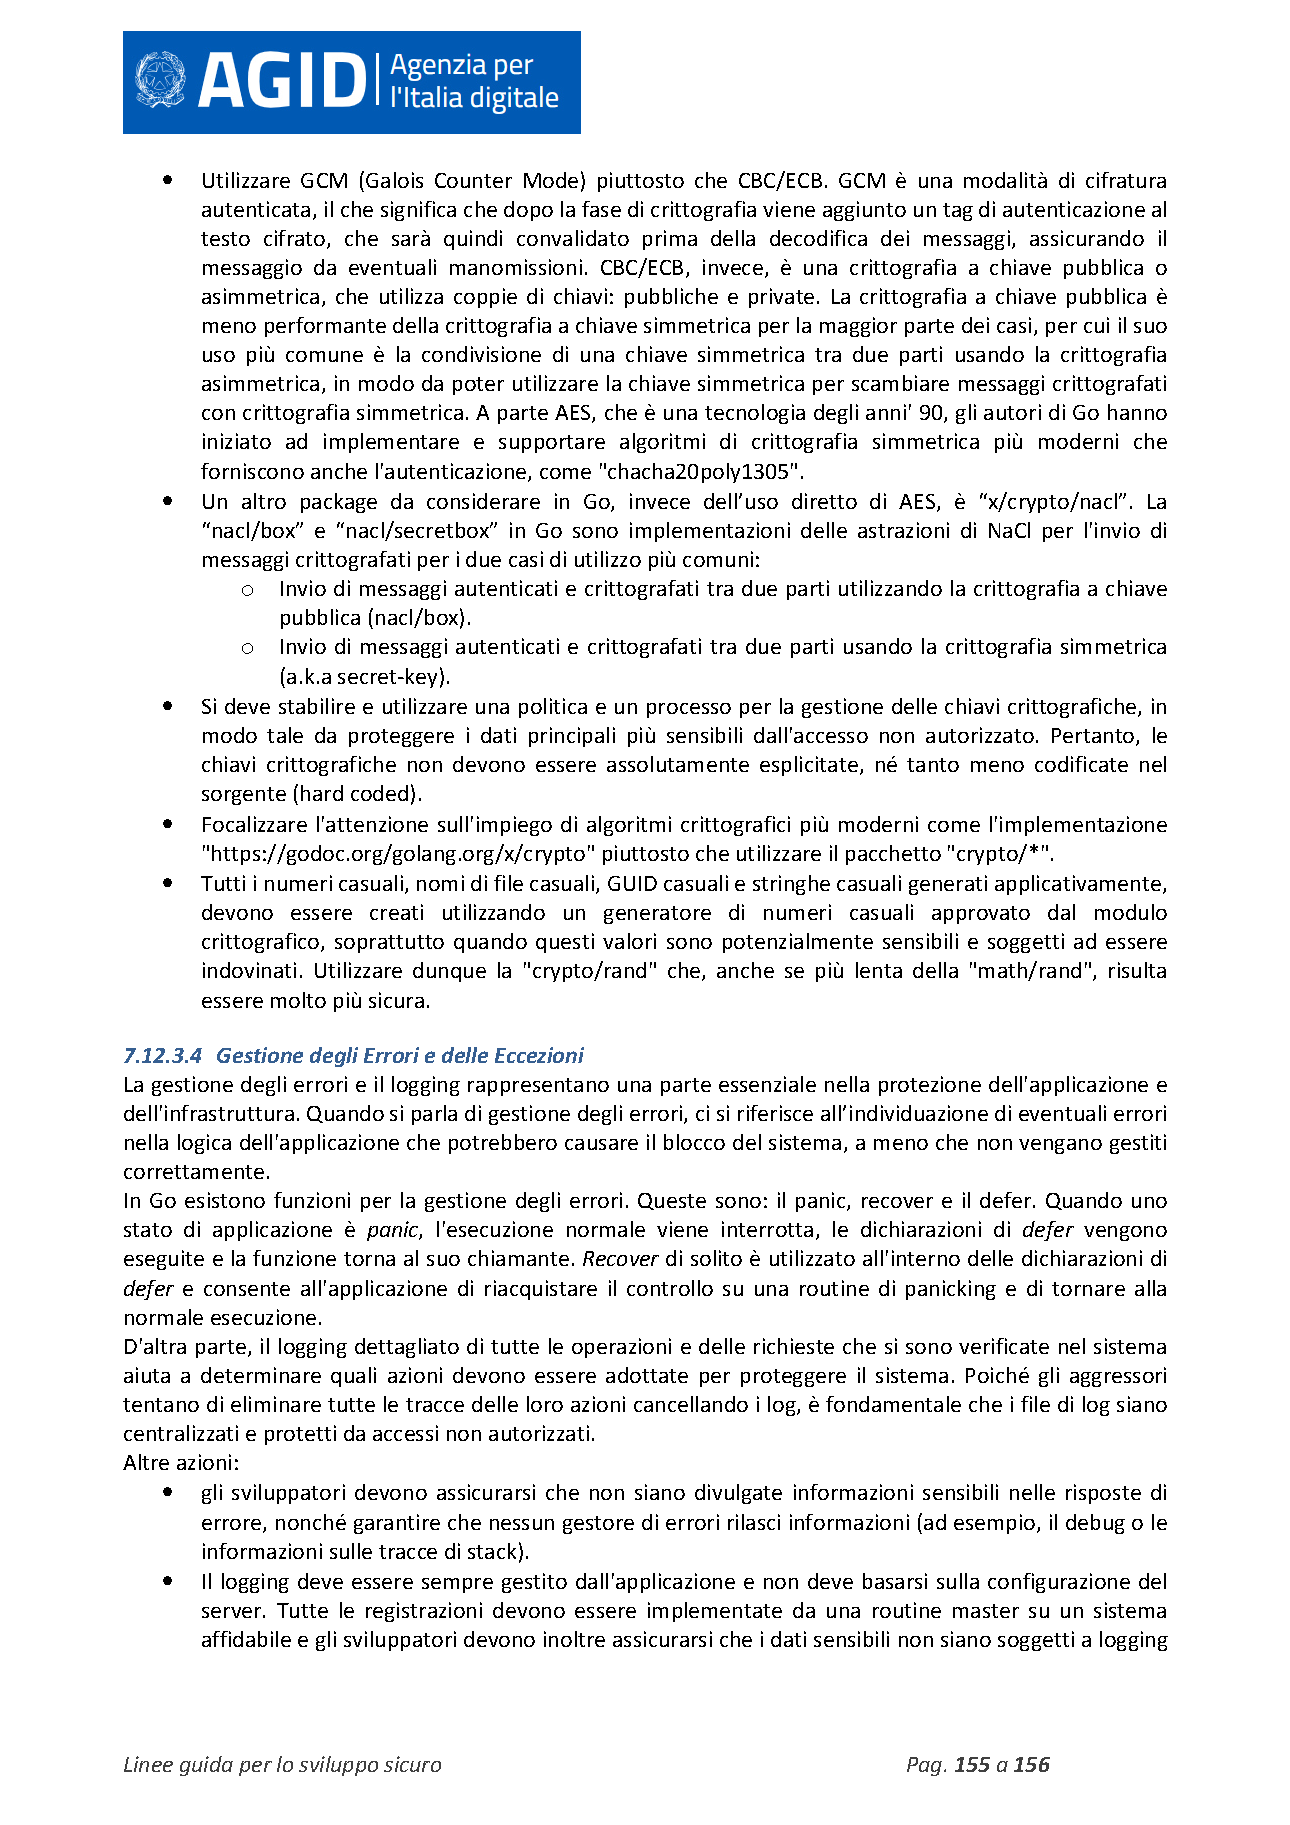 AGID Agenzia per
l'Italia digitale
• Utilizzare GCM (Galois Counter Mode) piuttosto che CBC/ECB. GCM è una modalità di cifratura
autenticata, il che significa che dopo la fase di crittografia viene aggiunto un tag di autenticazione al
testo cifrato, che sarà quindi convalidato prima della decodifica dei messaggi, assicurando il
messaggio da eventuali manomissioni. CBC/ECB, invece, è una crittografia a chiave pubblica o
asimmetrica, che utilizza coppie di chiavi: pubbliche e private. La crittografia a chiave pubblica è
meno performante della crittografia a chiave simmetrica per la maggior parte dei casi, per cui il suo
uso più comune è la condivisione di una chiave simmetrica tra due parti usando la crittografia
asimmetrica, in modo da poter utilizzare la chiave simmetrica per scambiare messaggi crittografati
con crittografia simmetrica. A parte AES, che è una tecnologia degli anni' 90, gli autori di Go hanno
iniziato ad implementare e supportare algoritmi di crittografia simmetrica più moderni che
forniscono anche l'autenticazione, come "chacha20poly1305".
• Un altro package da considerare in Go, invece dell’uso diretto di AES, è “x/crypto/nacl”. La
“nacl/box” e “nacl/secretbox” in Go sono implementazioni delle astrazioni di NaCl per l'invio di
messaggi crittografati per i due casi di utilizzo più comuni:
o Invio di messaggi autenticati e crittografati tra due parti utilizzando la crittografia a chiave
pubblica (nacl/box).
o Invio di messaggi autenticati e crittografati tra due parti usando la crittografia simmetrica
(a.k.a secret-key).
• Si deve stabilire e utilizzare una politica e un processo per la gestione delle chiavi crittografiche, in
modo tale da proteggere i dati principali più sensibili dall'accesso non autorizzato. Pertanto, le
chiavi crittografiche non devono essere assolutamente esplicitate, né tanto meno codificate nel
sorgente (hard coded).
• Focalizzare l'attenzione sull'impiego di algoritmi crittografici più moderni come l'implementazione
"https://godoc.org/golang.org/x/crypto" piuttosto che utilizzare il pacchetto "crypto/*".
• Tutti i numeri casuali, nomi di file casuali, GUID casuali e stringhe casuali generati applicativamente,
devono essere creati utilizzando un generatore di numeri casuali approvato dal modulo
crittografico, soprattutto quando questi valori sono potenzialmente sensibili e soggetti ad essere
indovinati. Utilizzare dunque la "crypto/rand" che, anche se più lenta della "math/rand", risulta
essere molto più sicura.
7.12.3.4 Gestione degli Errori e delle Eccezioni
La gestione degli errori e il logging rappresentano una parte essenziale nella protezione dell'applicazione e
dell'infrastruttura. Quando si parla di gestione degli errori, ci si riferisce all’individuazione di eventuali errori
nella logica dell'applicazione che potrebbero causare il blocco del sistema, a meno che non vengano gestiti
correttamente.
In Go esistono funzioni per la gestione degli errori. Queste sono: il panic, recover e il defer. Quando uno
stato di applicazione è panic, l'esecuzione normale viene interrotta, le dichiarazioni di defer vengono
eseguite e la funzione torna al suo chiamante. Recover di solito è utilizzato all'interno delle dichiarazioni di
defer e consente all'applicazione di riacquistare il controllo su una routine di panicking e di tornare alla
normale esecuzione.
D'altra parte, il logging dettagliato di tutte le operazioni e delle richieste che si sono verificate nel sistema
aiuta a determinare quali azioni devono essere adottate per proteggere il sistema. Poiché gli aggressori
tentano di eliminare tutte le tracce delle loro azioni cancellando i log, è fondamentale che i file di log siano
centralizzati e protetti da accessi non autorizzati.
Altre azioni:
• gli sviluppatori devono assicurarsi che non siano divulgate informazioni sensibili nelle risposte di
errore, nonché garantire che nessun gestore di errori rilasci informazioni (ad esempio, il debug o le
informazioni sulle tracce di stack).
• Il logging deve essere sempre gestito dall'applicazione e non deve basarsi sulla configurazione del
server. Tutte le registrazioni devono essere implementate da una routine master su un sistema
affidabile e gli sviluppatori devono inoltre assicurarsi che i dati sensibili non siano soggetti a logging
Linee guida per lo sviluppo sicuro Pag. 155 a 156